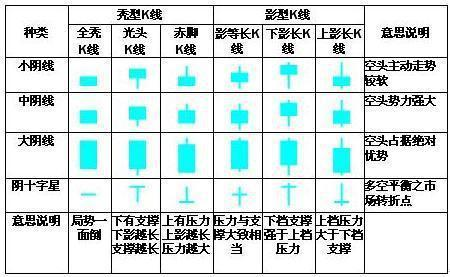 种类
秃型K线
影型K线
意思说明
全秃
K线
光头
K线
赤脚
K线
影等长K
线
下影长K
线
上影长K
线
小阴线
空头主动走势
较软
中阴线
空头势力强大
大阴线
空头占据绝对
优势
阴十字星
多空平衡之市
场转折点
意思说明
局势一
面倒
下有支撑
下影越长
支撑越长
上有压力
上影越长
压力越大
压力与支
撑大致相
当
下档支撑
强于上档
压力
上档压力
大于下档
支撑